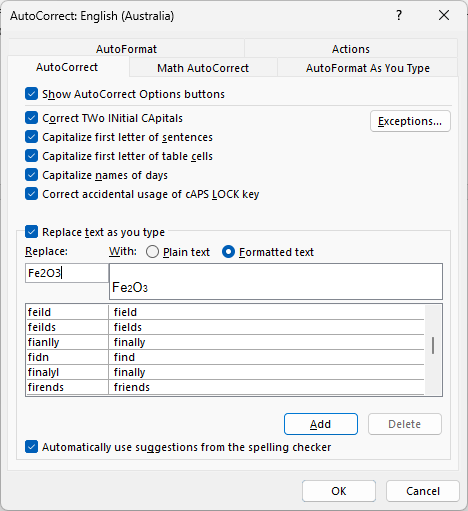 AutoCorrect: English (Australia)
?
AutoFormat Actions
AutoCorrect Math AutoCorrect AutoFormat As You Type
Show AutoCorrect Options buttons
Correct TWo INitial CApitals Exceptions...
Capitalize first letter of sentences
Capitalize first letter of table cells
Capitalize names of days
Correct accidental usage of cAPS LOCK key
Replace text as you type
Replace: With: Plain text Formatted text
Fe2O3 Fe₂O₃
feild field
feilds fields
fianlly finally
fidn find
finalyl finally
firends friends
Add Delete
Automatically use suggestions from the spelling checker
OK Cancel